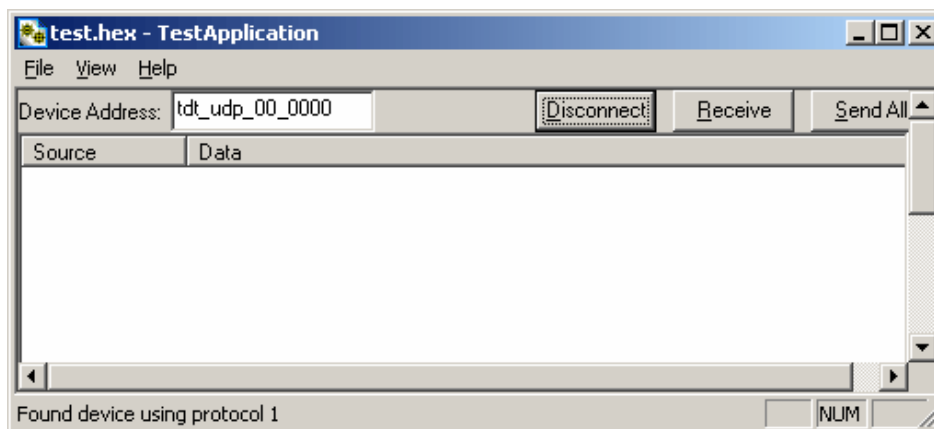 test.hex - TestApplication
File View Help
Device Address: tdt_udp_00_0000 Disconnect Receive Send All
Source Data
Found device using protocol 1 NUM